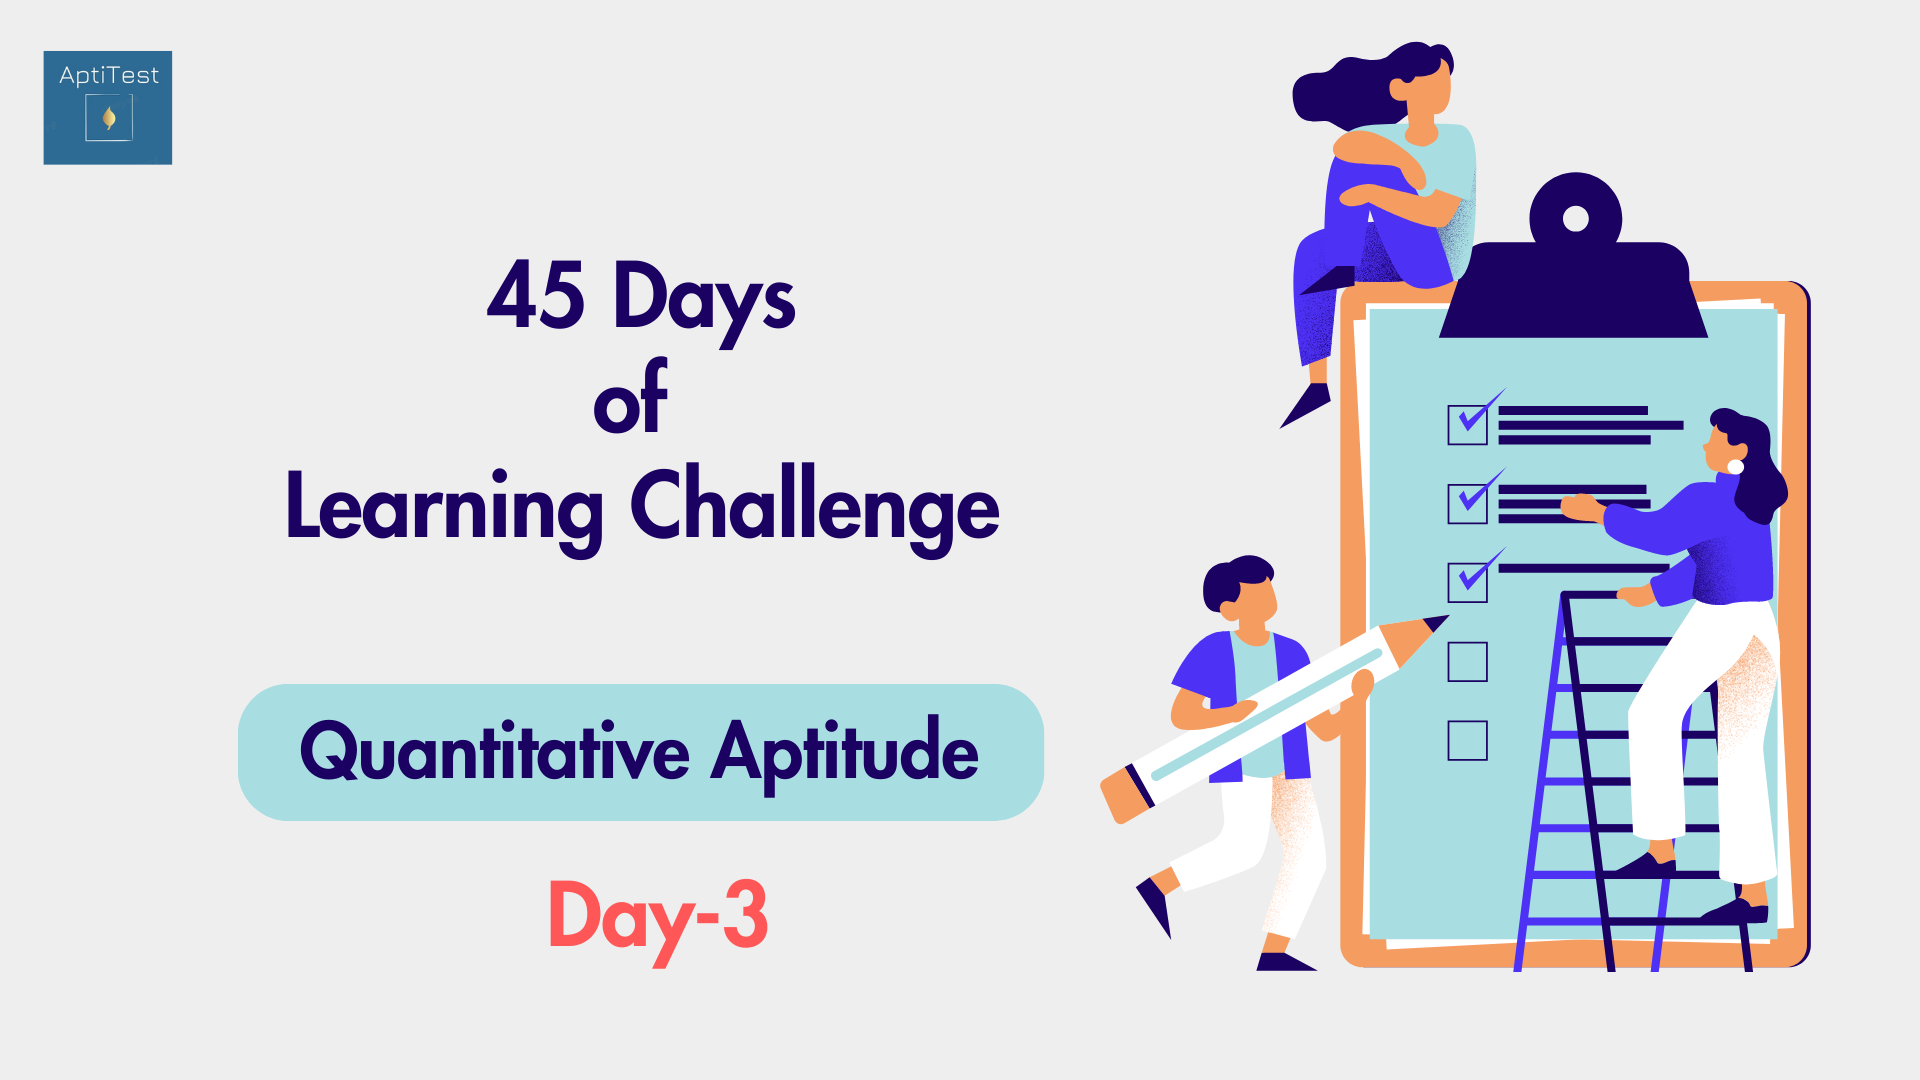 AptiTest
45 Days
of
Learning Challenge
Quantitative Aptitude
Day-3